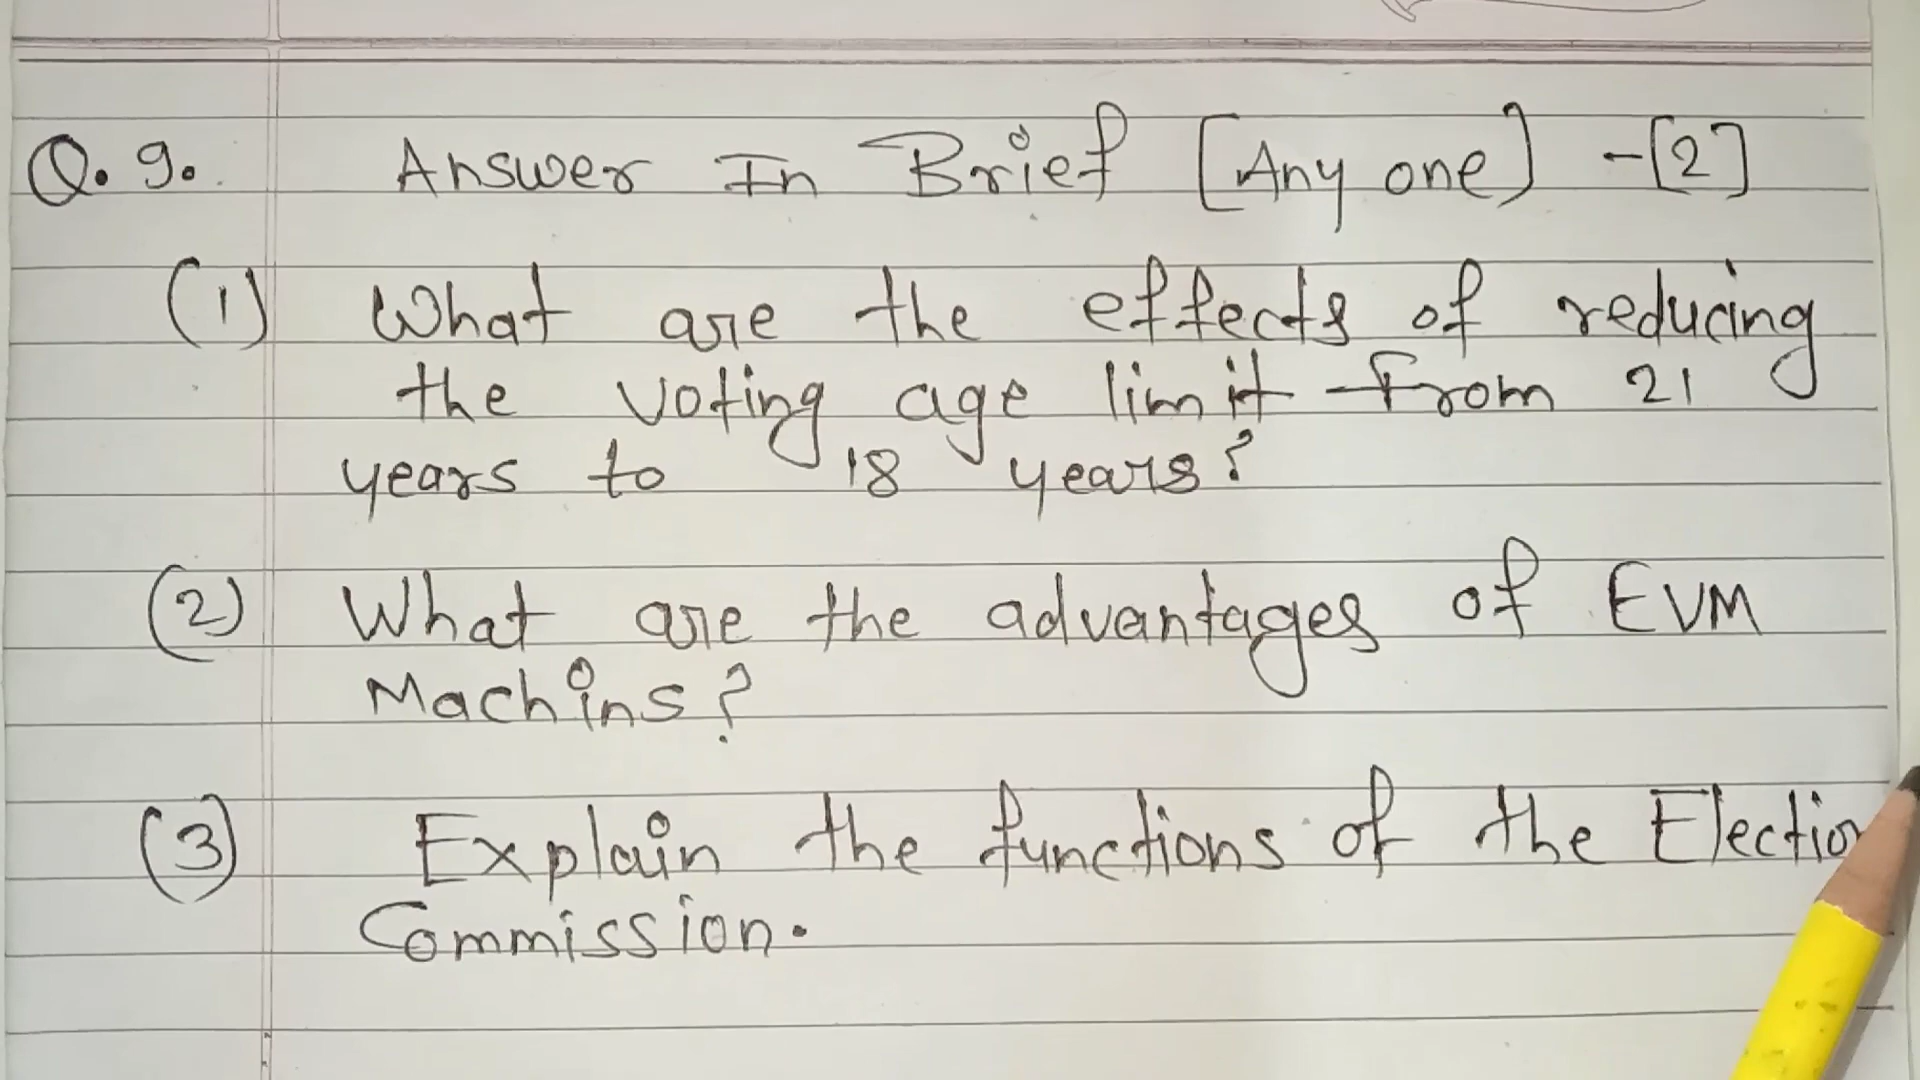 Q. 9. Answer In Brief [Any one] -[2]
(1) What are the effects of reducing
the voting age limit from 21
years to 18 years?
(2) What are the advantages of EVM
Machins?
(3) Explain the functions of the Election
Commission.